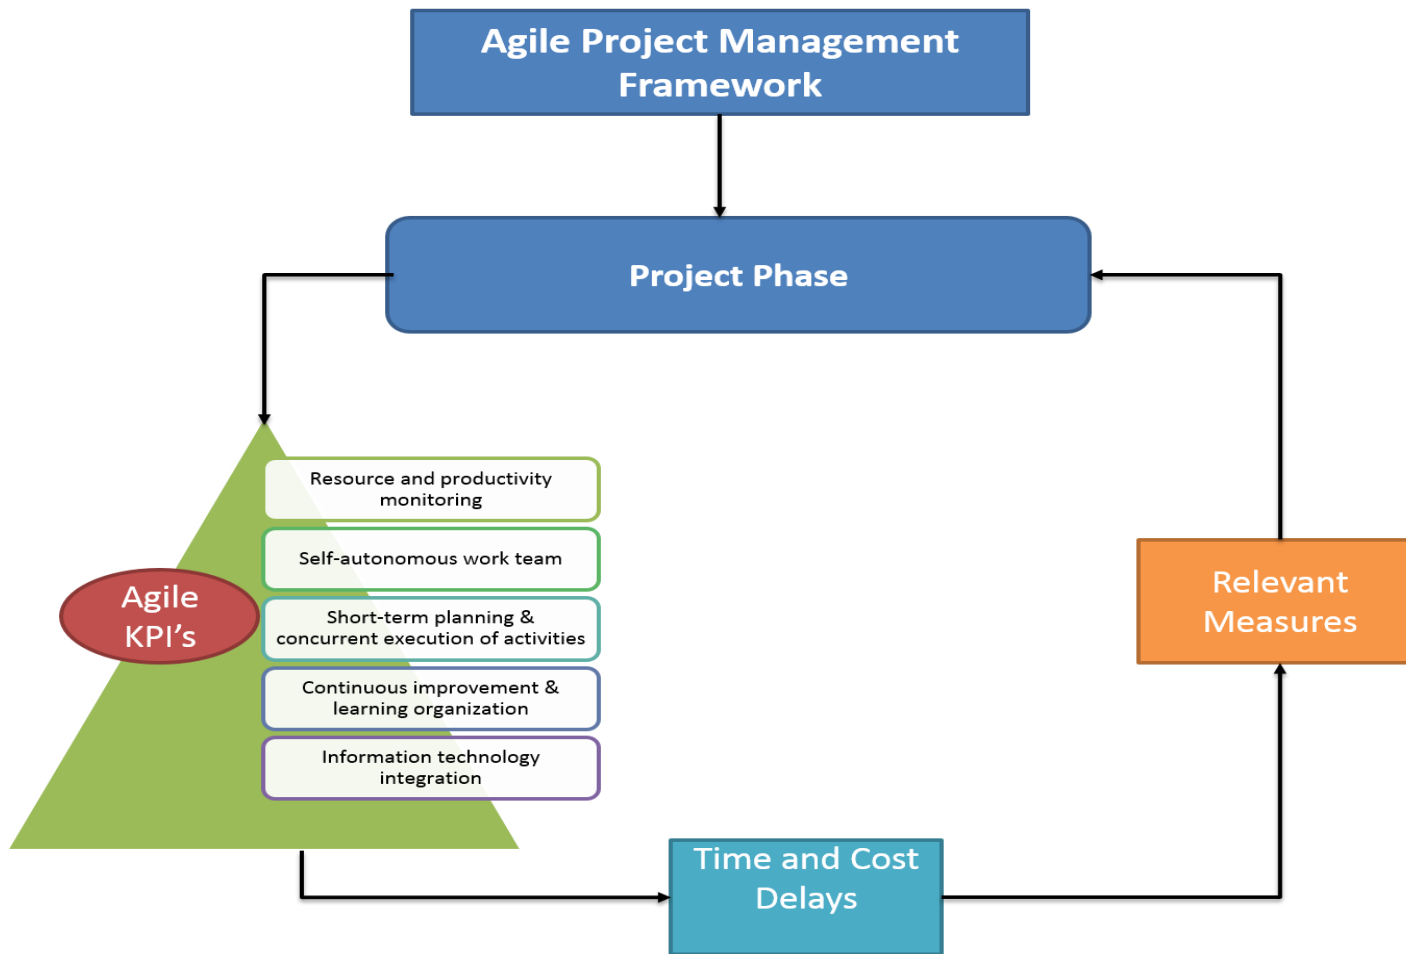 Agile Project Management
Framework
Project Phase
Resource and productivity
monitoring
Self-autonomous work team
Agile
KPI's
Short-term planning &
concurrent execution of activities
Continuous improvement &
learning organization
Information technology
integration
Relevant
Measures
Time and Cost
Delays